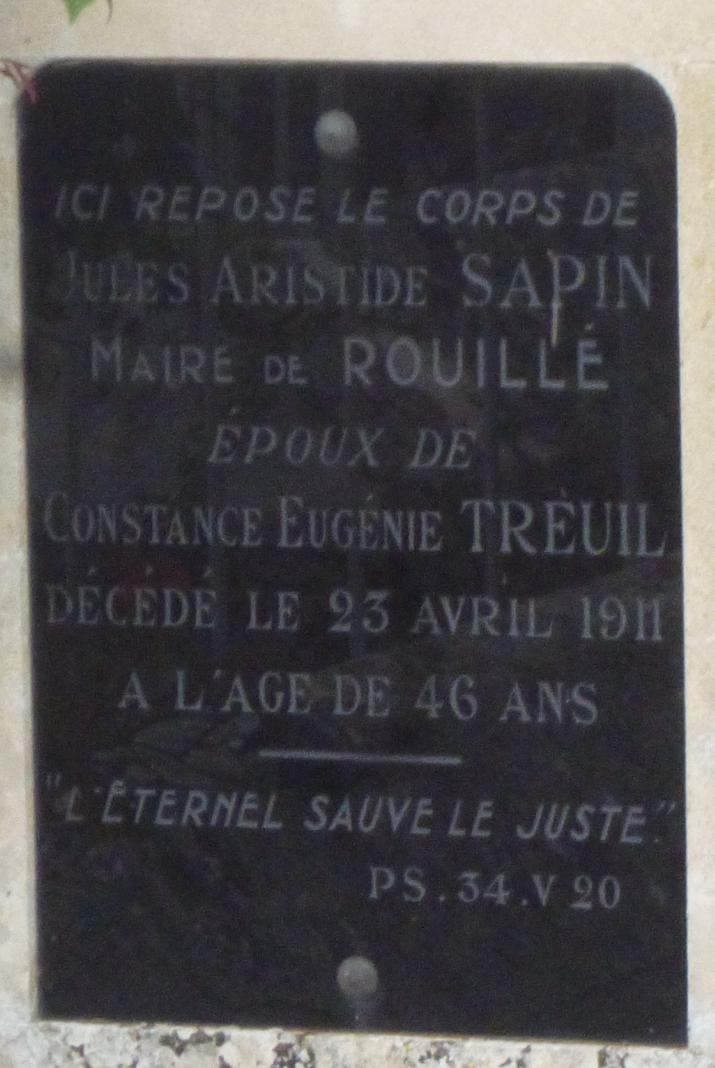 ICI REPOSE LE CORPS DE
JULES ARISTIDE SAPIN
MAIRE DE ROUILLÉ
ÉPOUX DE
CONSTANCE EUGÉNIE TRÉUIL
DÉCÉDÉ LE 23 AVRIL 1911
A L'AGE DE 46 ANS
"L'ÉTERNEL SAUVE LE JUSTE."
PS. 34. V 20